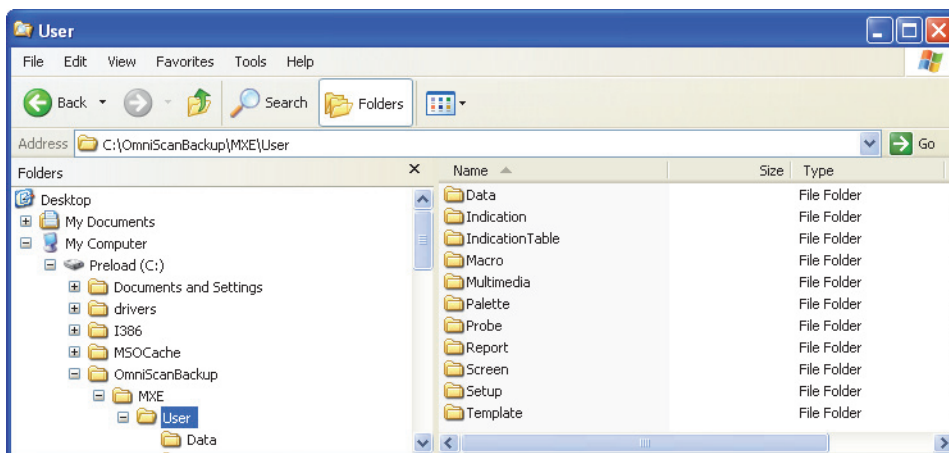 User
File Edit View Favorites Tools Help
Back Search Folders
Address C:\OmniScanBackup\MXE\User Go
Folders
Desktop
My Documents
My Computer
Preload (C:)
Documents and Settings
drivers
I386
MSOCache
OmniScanBackup
MXE
User
Data
Name Size Type
Data File Folder
Indication File Folder
IndicationTable File Folder
Macro File Folder
Multimedia File Folder
Palette File Folder
Probe File Folder
Report File Folder
Screen File Folder
Setup File Folder
Template File Folder